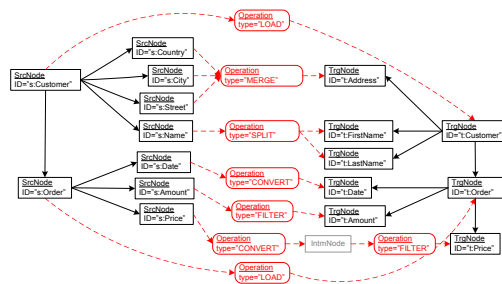 Operation
type="LOAD"
SrcNode
ID="s:Country"
SrcNode
ID="s:Customer"
SrcNode
ID="s:City"
Operation
type="MERGE"
TrgNode
ID="t:Address"
SrcNode
ID="s:Street"
SrcNode
ID="s:Name"
Operation
type="SPLIT"
TrgNode
ID="t:FirstName"
TrgNode
ID="t:Customer"
TrgNode
ID="t:LastName"
SrcNode
ID="s:Date"
SrcNode
ID="s:Order"
SrcNode
ID="s:Amount"
Operation
type="CONVERT"
TrgNode
ID="t:Date"
TrgNode
ID="t:Order"
SrcNode
ID="s:Price"
Operation
type="FILTER"
TrgNode
ID="t:Amount"
Operation
type="CONVERT"
IntmNode
Operation
type="FILTER"
TrgNode
ID="t:Price"
Operation
type="LOAD"